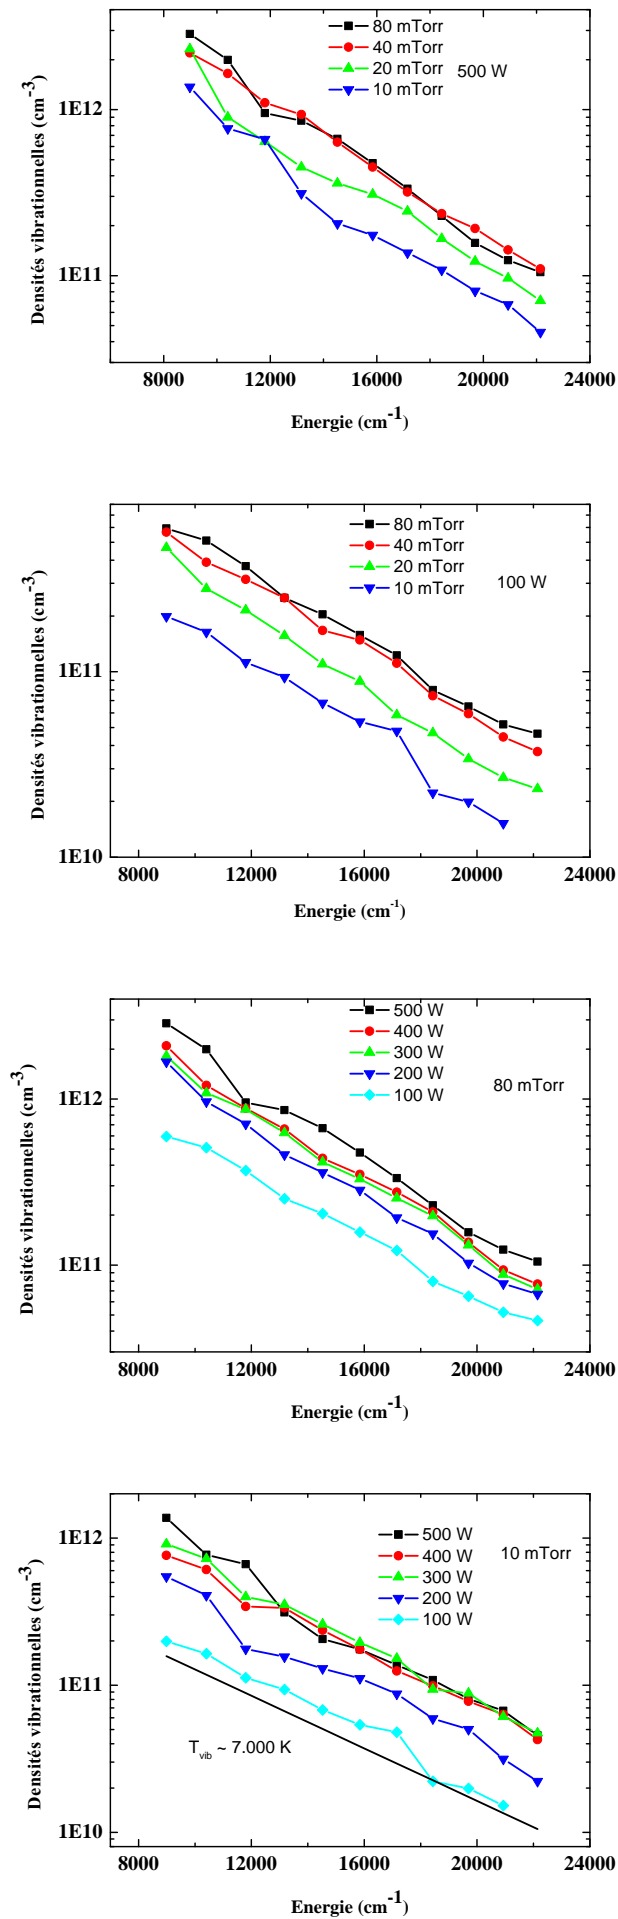 80 mTorr
40 mTorr
20 mTorr
10 mTorr
500 W
1E12
1E11
Densités vibrationnelles (cm-3)
8000 12000 16000 20000 24000
Energie (cm-1)
80 mTorr
40 mTorr
20 mTorr
10 mTorr
100 W
1E11
1E10
Densités vibrationnelles (cm-3)
8000 12000 16000 20000 24000
Energie (cm-1)
500 W
400 W
300 W
200 W
100 W
80 mTorr
1E12
1E11
Densités vibrationnelles (cm-3)
8000 12000 16000 20000 24000
Energie (cm-1)
500 W
400 W
300 W
200 W
100 W
10 mTorr
1E12
1E11
1E10
Tvib ~ 7.000 K
Densités vibrationnelles (cm-3)
8000 12000 16000 20000 24000
Energie (cm-1)